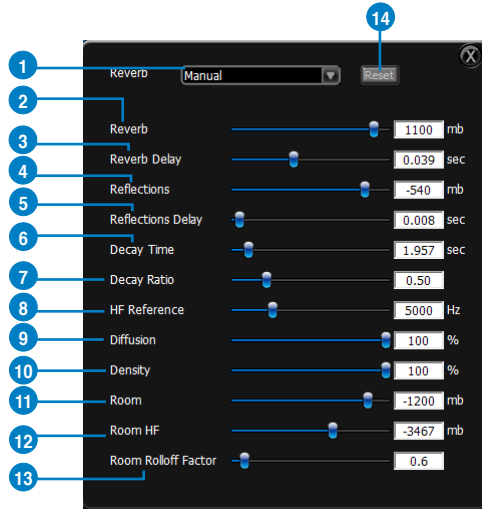 14
X
1
Reverb Manual Reset
2
Reverb 1100 mb
3
Reverb Delay 0.039 sec
4
Reflections -540 mb
5
Reflections Delay 0.008 sec
6
Decay Time 1.957 sec
7
Decay Ratio 0.50
8
HF Reference 5000 Hz
9
Diffusion 100 %
10
Density 100 %
11
Room -1200 mb
12
Room HF -3467 mb
13
Room Rolloff Factor 0.6